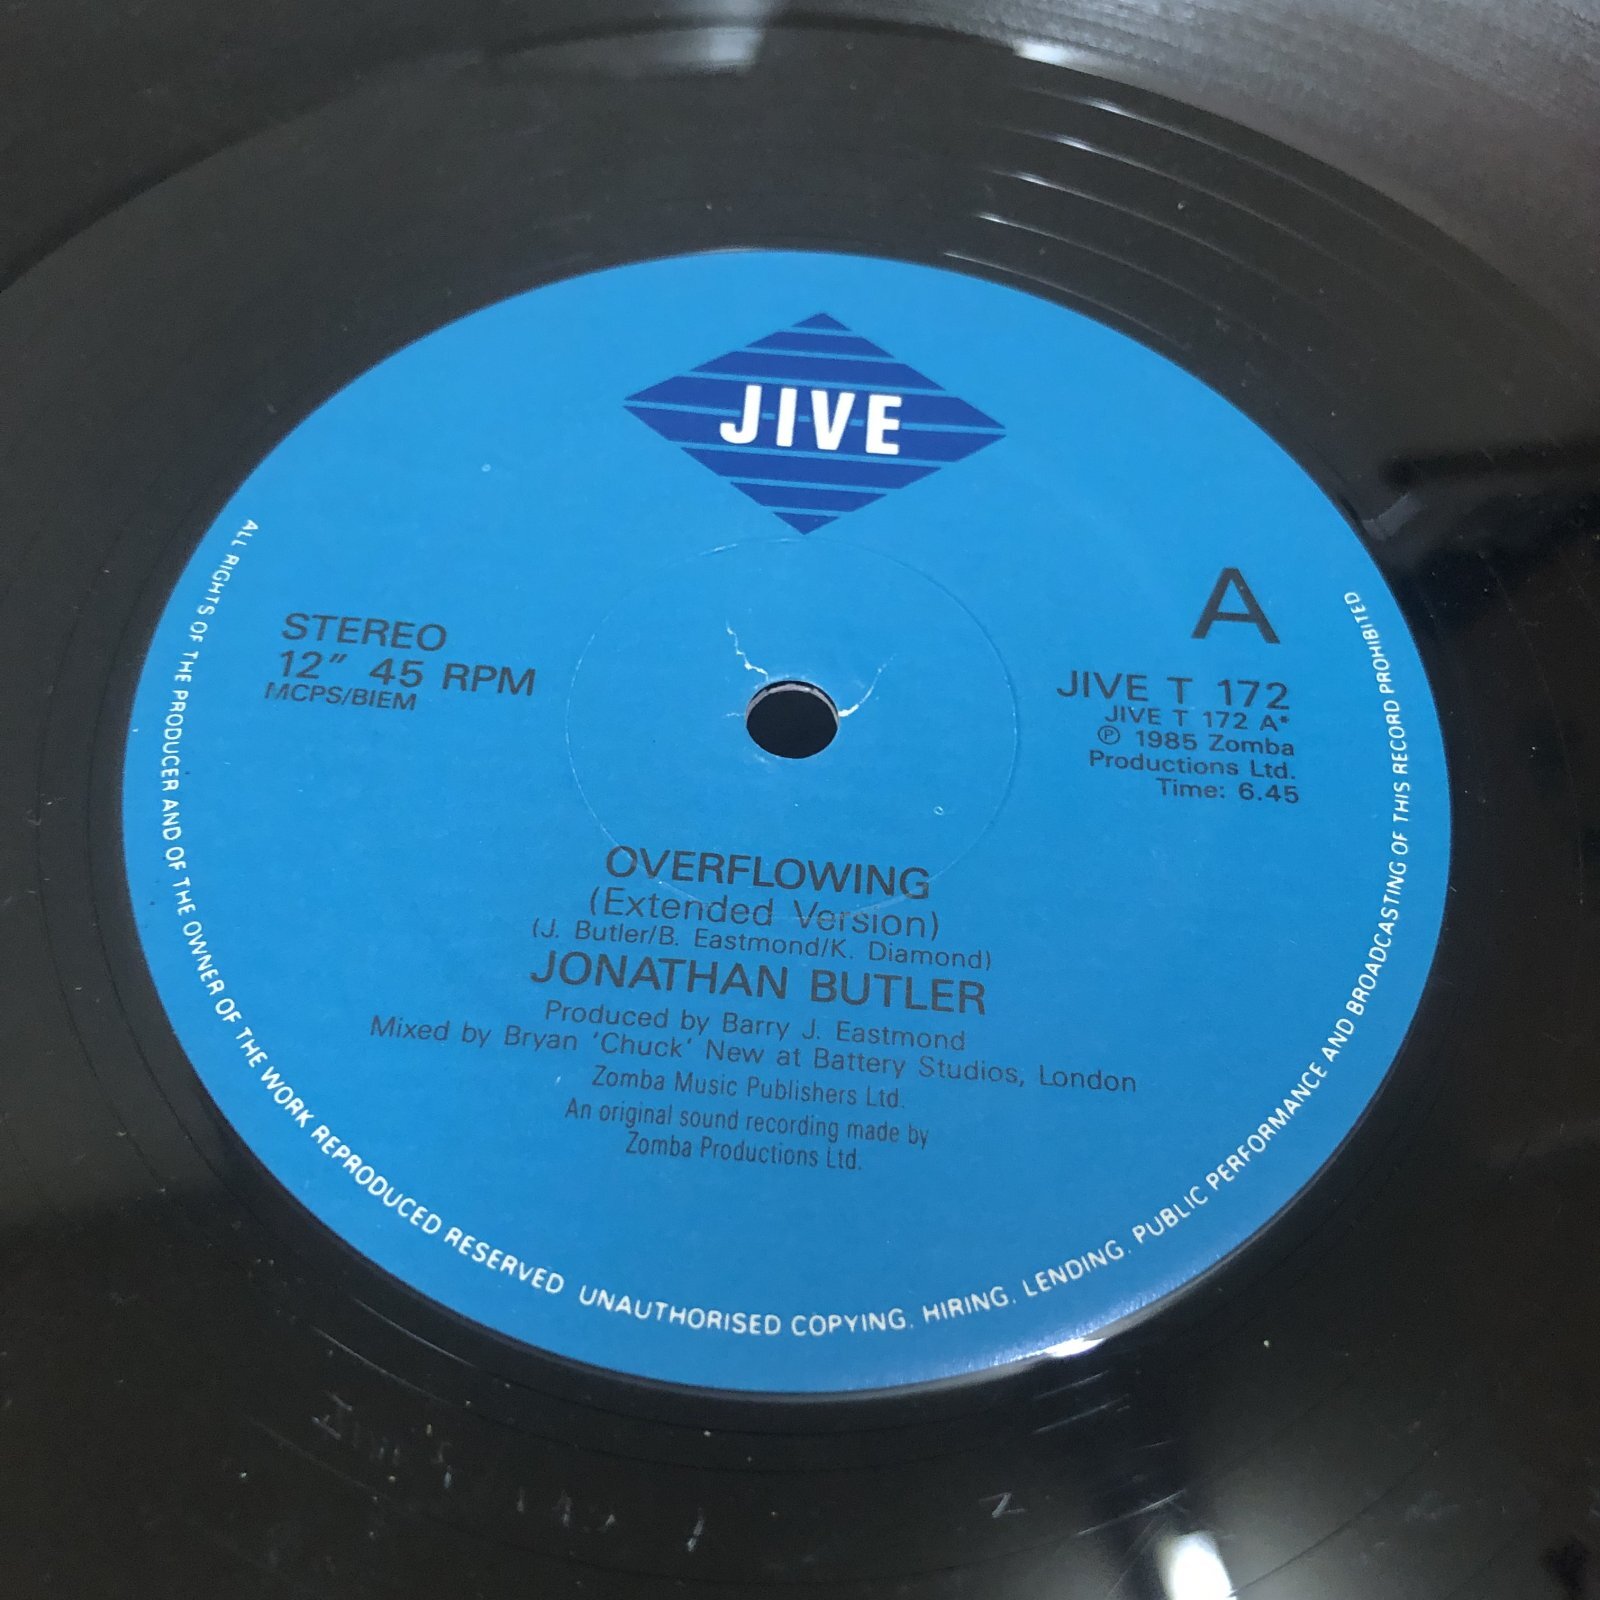 JIVE
A
STEREO
12" 45 RPM
MCPS/BIEM
JIVE T 172
JIVE T 172 A*
℗ 1985 Zomba
Productions Ltd.
Time: 6.45
OVERFLOWING
(Extended Version)
(J. Butler/B. Eastmond/K. Diamond)
JONATHAN BUTLER
Produced by Barry J. Eastmond
Mixed by Bryan 'Chuck' New at Battery Studios, London
Zomba Music Publishers Ltd.
An original sound recording made by
Zomba Productions Ltd.
ALL RIGHTS OF THE PRODUCER AND OF THE OWNER OF THE WORK REPRODUCED RESERVED UNAUTHORISED COPYING, HIRING, LENDING, PUBLIC PERFORMANCE AND BROADCASTING OF THIS RECORD PROHIBITED